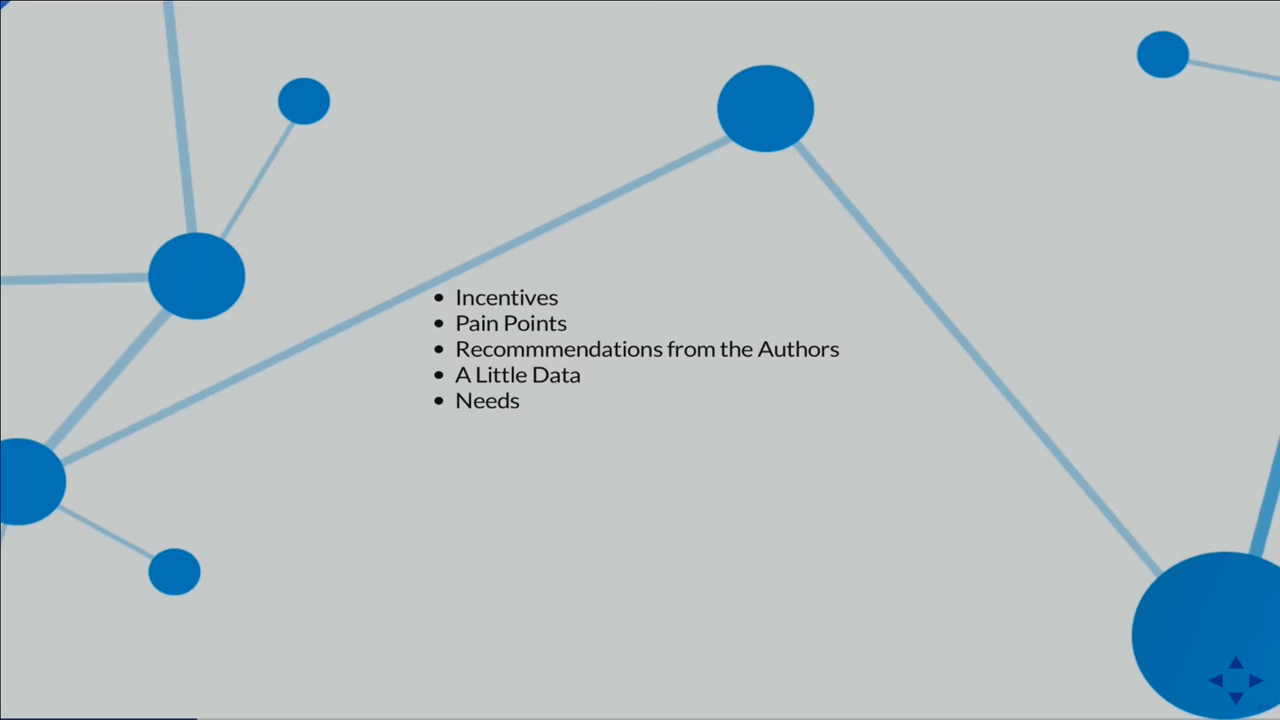 • Incentives
• Pain Points
• Recommmendations from the Authors
• A Little Data
• Needs